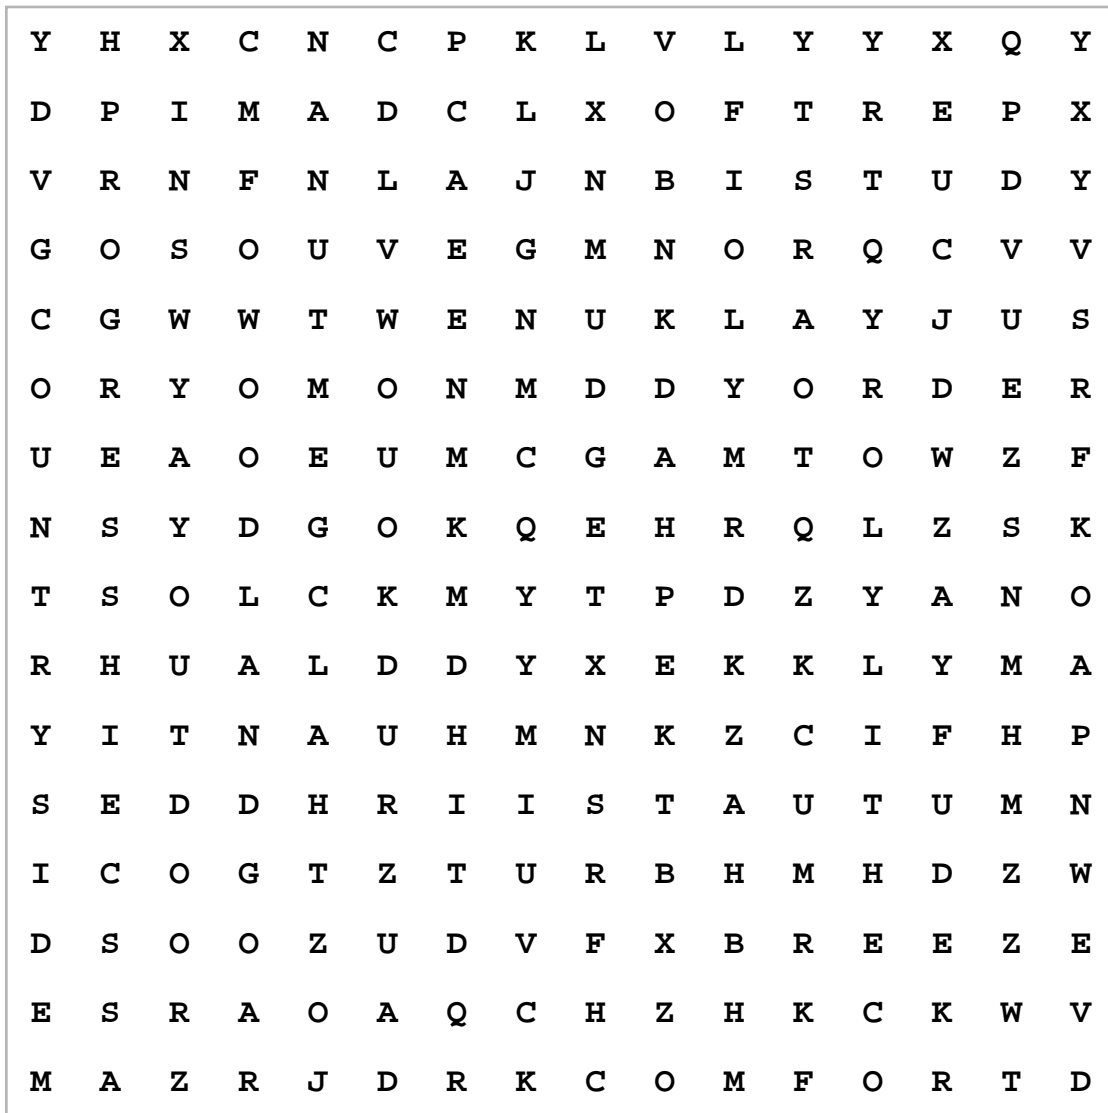 Y H X C N C P K L V L Y Y X Q Y
D P I M A D C L X O F T R E P X
V R N F N L A J N B I S T U D Y
G O S O U V E G M N O R Q C V V
C G W W T W E N U K L A Y J U S
O R Y O M O N M D D Y O R D E R
U E A O E U M C G A M T O W Z F
N S Y D G O K Q E H R Q L Z S K
T S O L C K M Y T P D Z Y A N O
R H U A L D D Y X E K K L Y M A
Y I T N A U H M N K Z C I F H P
S E D D H R I I S T A U T U M N
I C O G T Z T U R B H M H D Z W
D S O O Z U D V F X B R E E Z E
E S R A O A Q C H Z H K C K W V
M A Z R J D R K C O M F O R T D